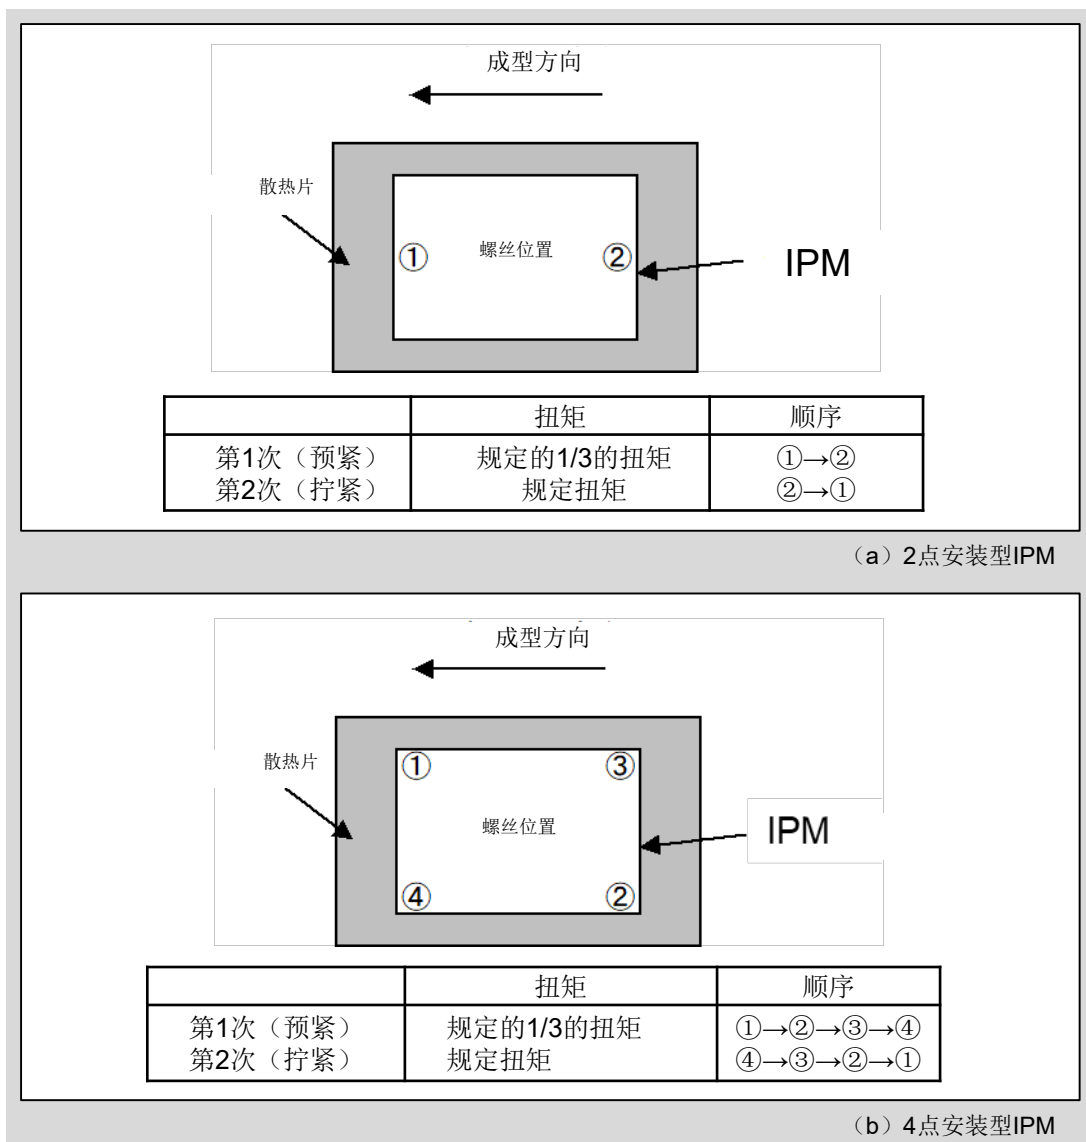 成型方向
散热片
① 螺丝位置 ② IPM
扭矩 顺序
第1次（预紧） 规定的1/3的扭矩 ①→②
第2次（拧紧） 规定扭矩 ②→①
（a）2点安装型IPM
成型方向
散热片
① ③
螺丝位置
IPM
④ ②
扭矩 顺序
第1次（预紧） 规定的1/3的扭矩 ①→②→③→④
第2次（拧紧） 规定扭矩 ④→③→②→①
（b）4点安装型IPM